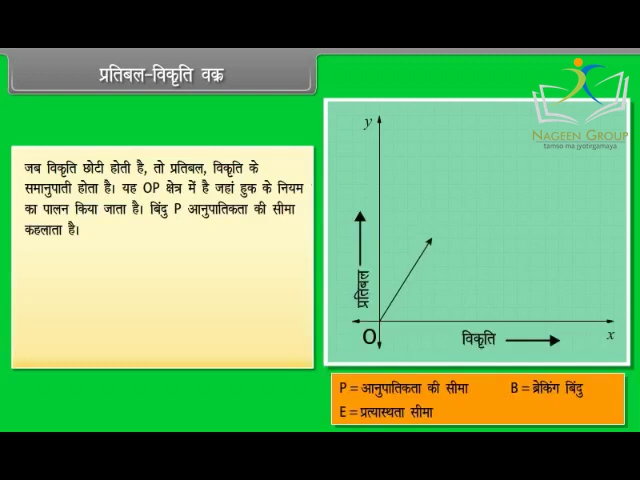 प्रतिबल-विकृति वक्र
NAGEEN GROUP
tamso ma jyotirgamaya
जब विकृति छोटी होती है, तो प्रतिबल, विकृति के
समानुपाती होता है। यह OP क्षेत्र में है जहां हुक के नियम
का पालन किया जाता है। बिंदु P आनुपातिकता की सीमा
कहलाता है।
y
प्रतिबल
O
विकृति
x
P = आनुपातिकता की सीमा B = ब्रेकिंग बिंदु
E = प्रत्यास्थता सीमा